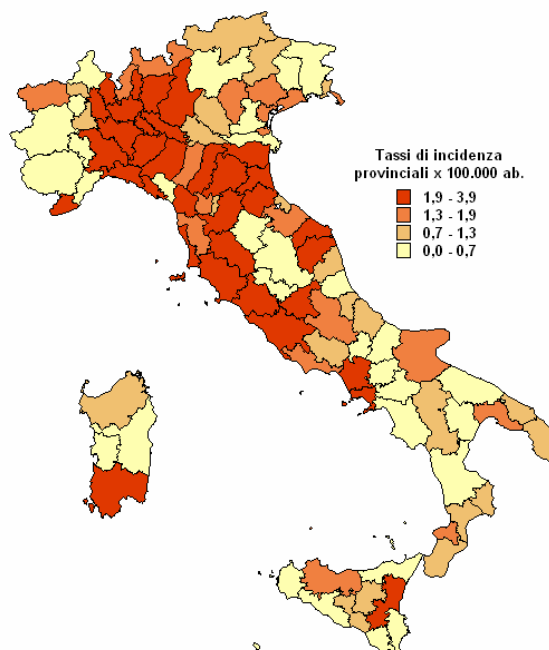 Tassi di incidenza
provinciali x 100.000 ab.
1,9 - 3,9
1,3 - 1,9
0,7 - 1,3
0,0 - 0,7